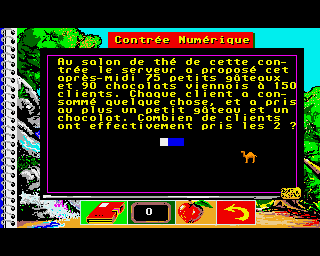 Contrée Numérique
Au salon de thé de cette con-
trée le serveur a proposé cet
après-midi 75 petits gâteaux
et 90 chocolats viennois à 150
clients. Chaque client a con-
sommé quelque chose, et a pris
au plus un petit gâteau et un
chocolat. Combien de clients
ont effectivement pris les 2 ?
0